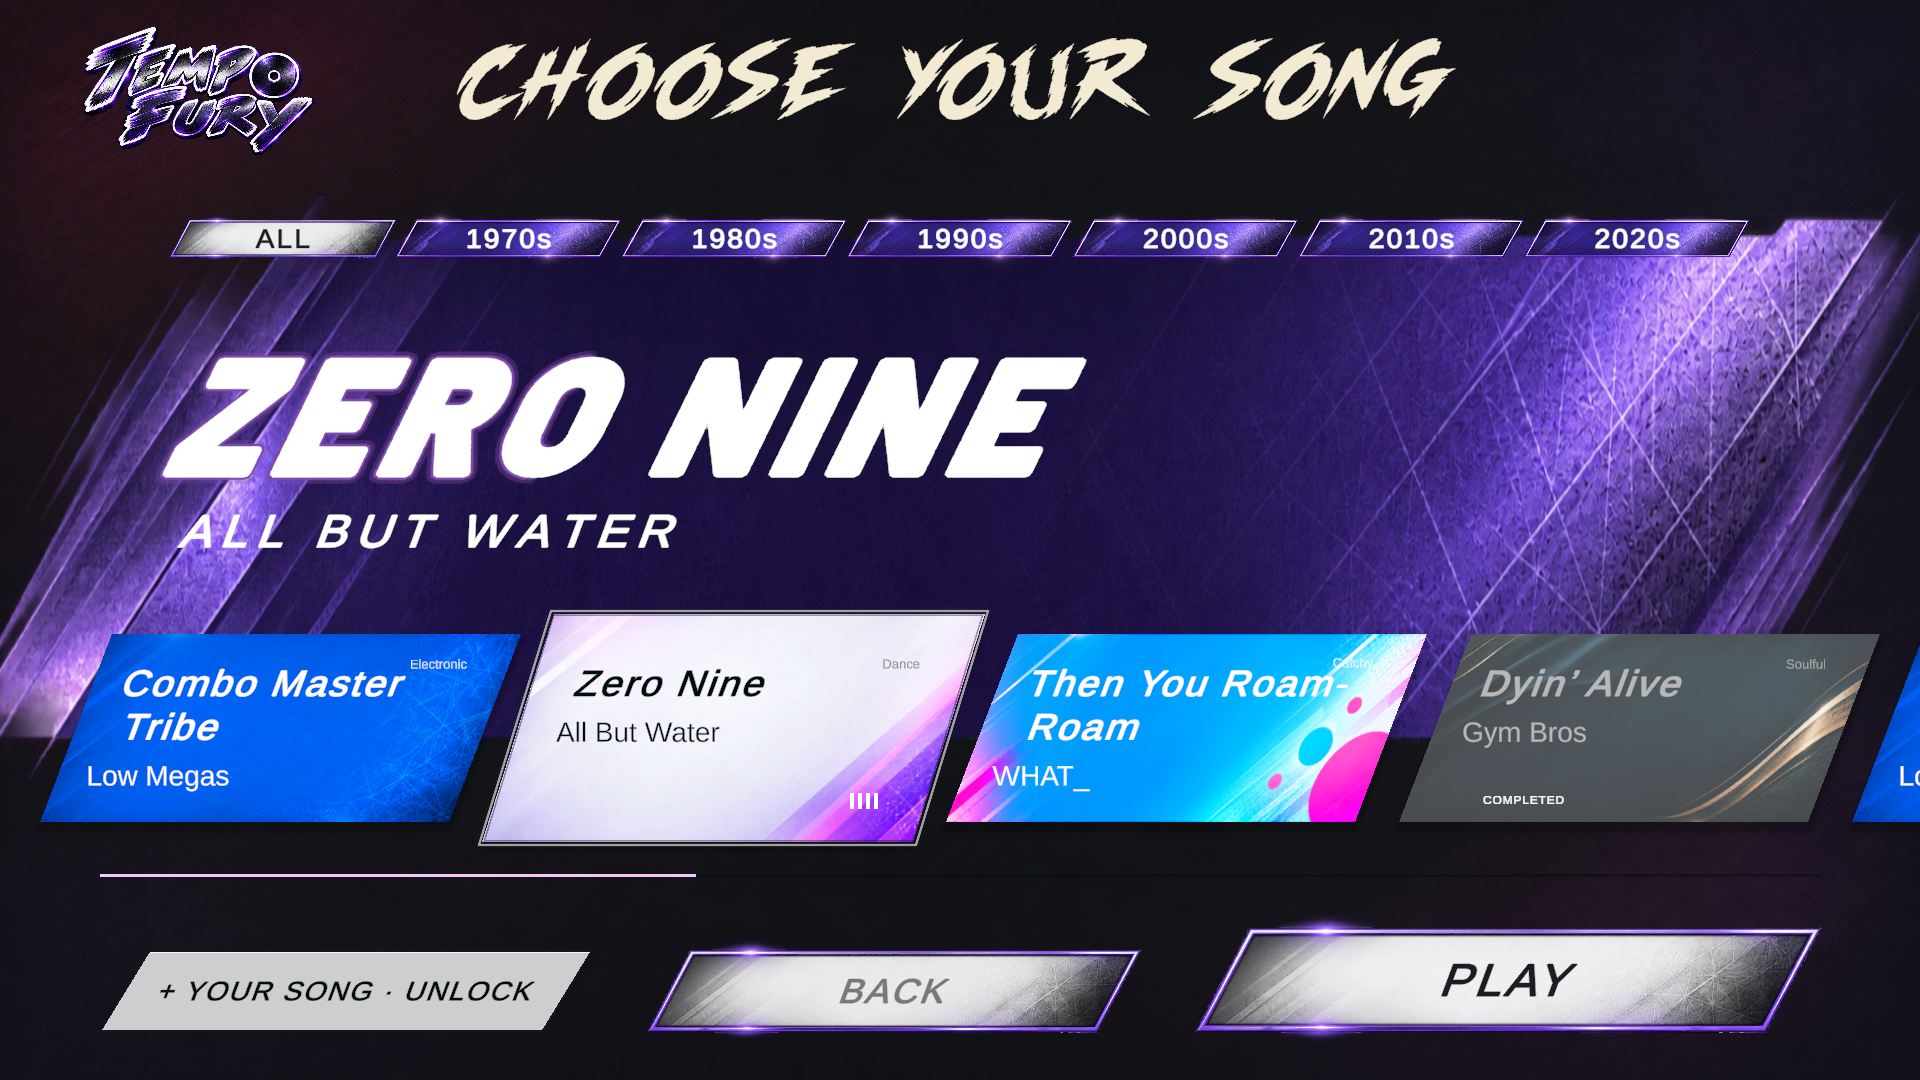 TEMPO
FURY
CHOOSE YOUR SONG
ALL
1970s
1980s
1990s
2000s
2010s
2020s
ZERO NINE
ALL BUT WATER
Electronic
Combo Master
Tribe
Low Megas
Dance
Zero Nine
All But Water
Catchy
Then You Roam-
Roam
WHAT_
Soulful
Dyin’ Alive
Gym Bros
COMPLETED
Lo
+ YOUR SONG · UNLOCK
BACK
PLAY